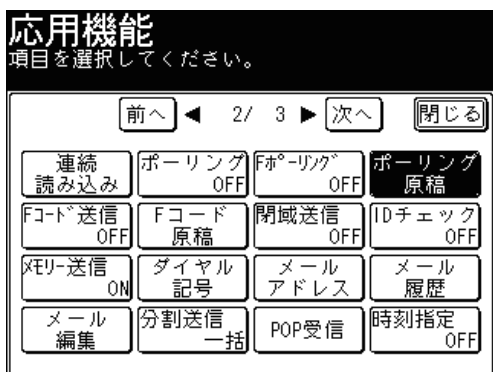 応用機能
項目を選択してください。
前へ ◀ 2/ 3 ▶ 次へ 閉じる
連続
読み込み
ポーリング
OFF
Fﾎﾟｰﾘﾝｸﾞ
OFF
ポーリング
原稿
Fｺｰﾄﾞ送信
OFF
Fコード
原稿
閉域送信
OFF
IDチェック
OFF
ﾒﾓﾘｰ送信
ON
ダイヤル
記号
メール
アドレス
メール
履歴
メール
編集
分割送信
一括
POP受信
時刻指定
OFF